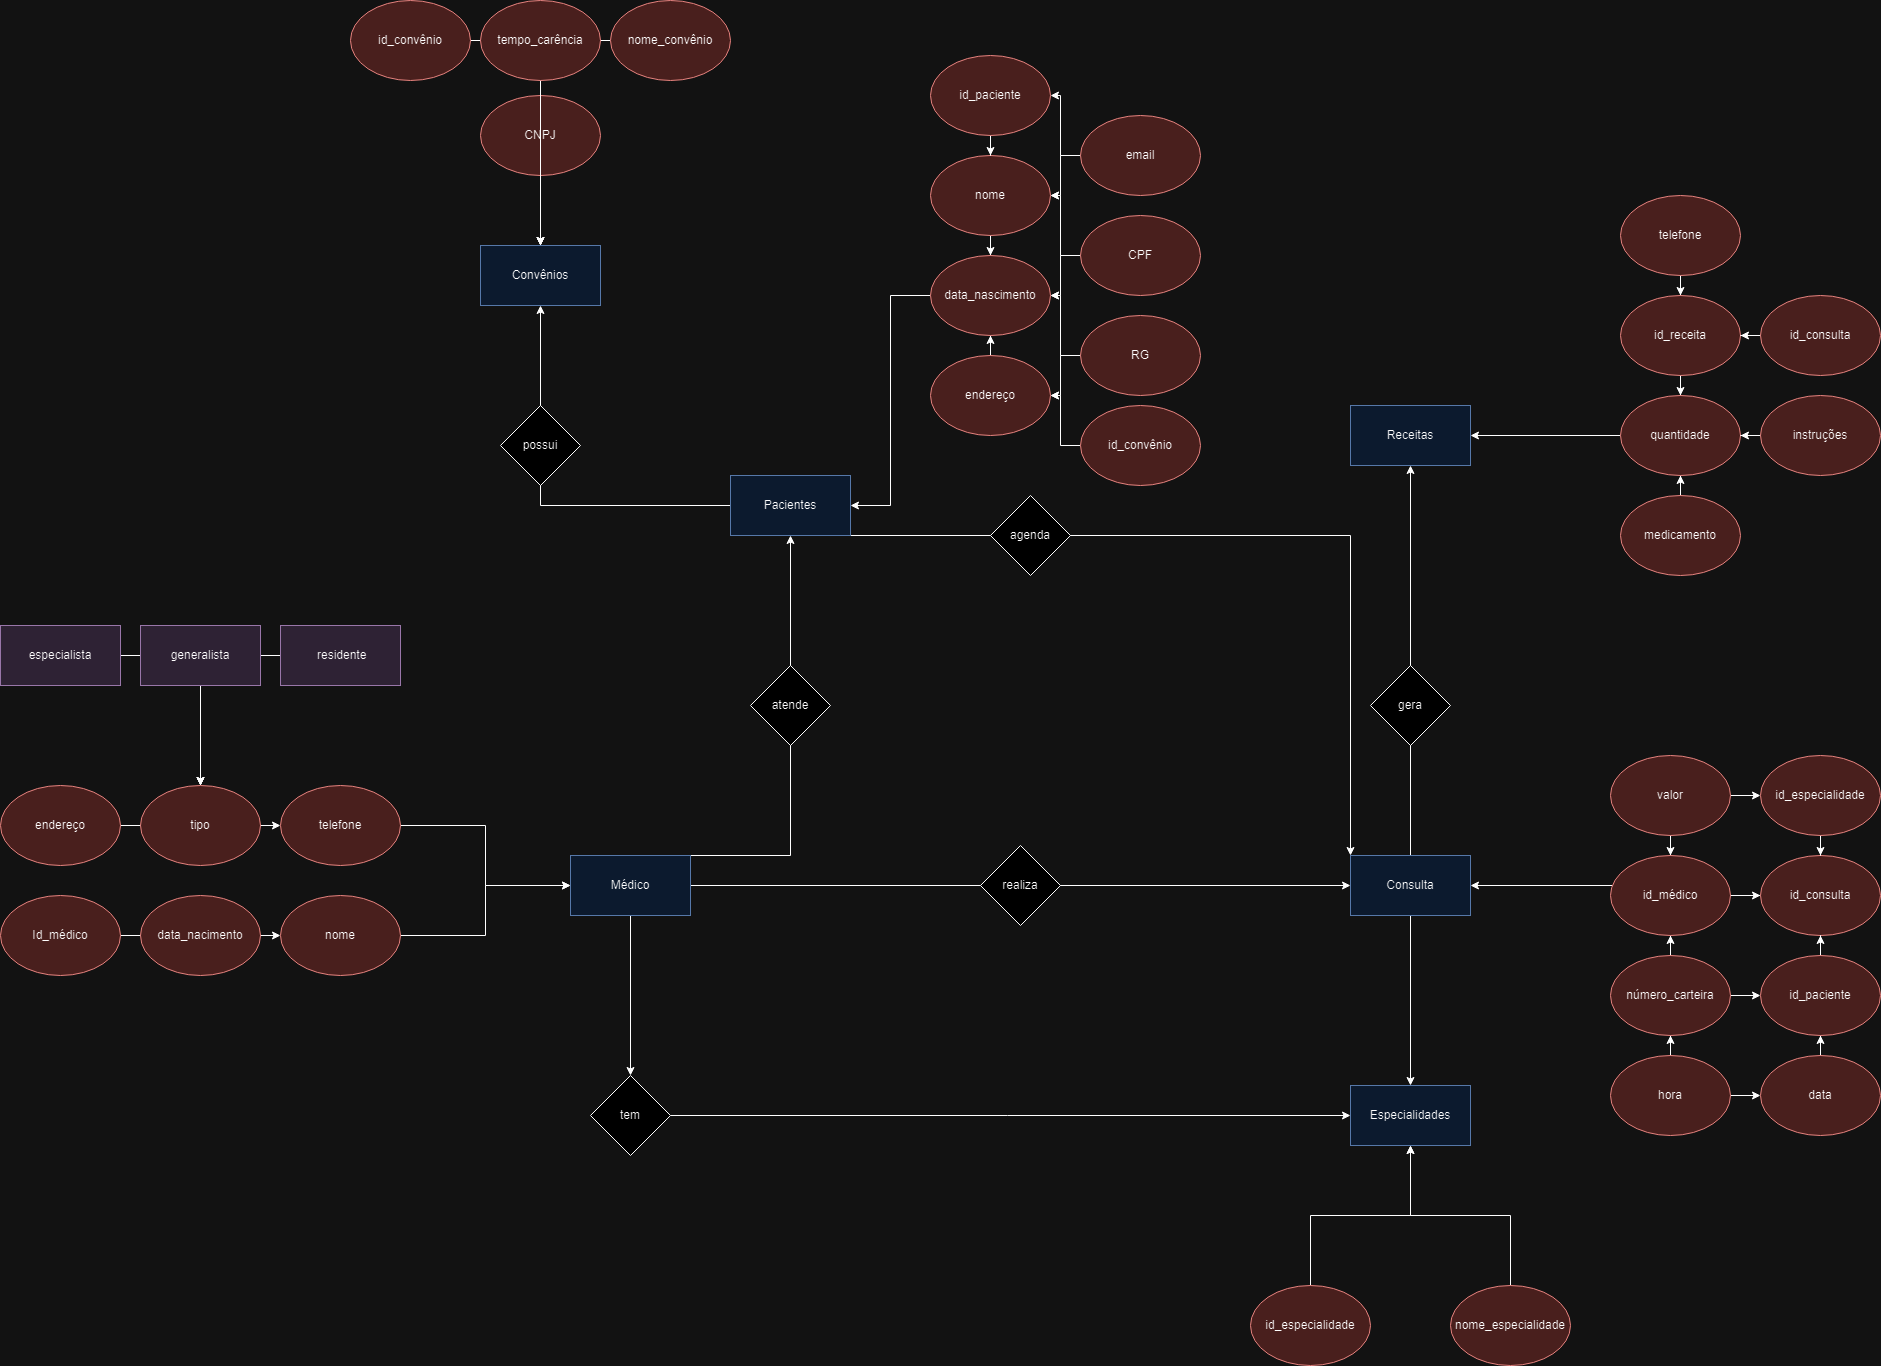 id_convênio
tempo_carência
nome_convênio
CNPJ
Convênios
possui
id_paciente
nome
data_nascimento
endereço
email
CPF
RG
id_convênio
Pacientes
agenda
telefone
id_receita
id_consulta
Receitas
quantidade
instruções
medicamento
especialista
generalista
residente
atende
gera
endereço
tipo
telefone
Id_médico
data_nacimento
nome
Médico
realiza
Consulta
valor
id_especialidade
id_médico
id_consulta
número_carteira
id_paciente
hora
data
tem
Especialidades
id_especialidade
nome_especialidade